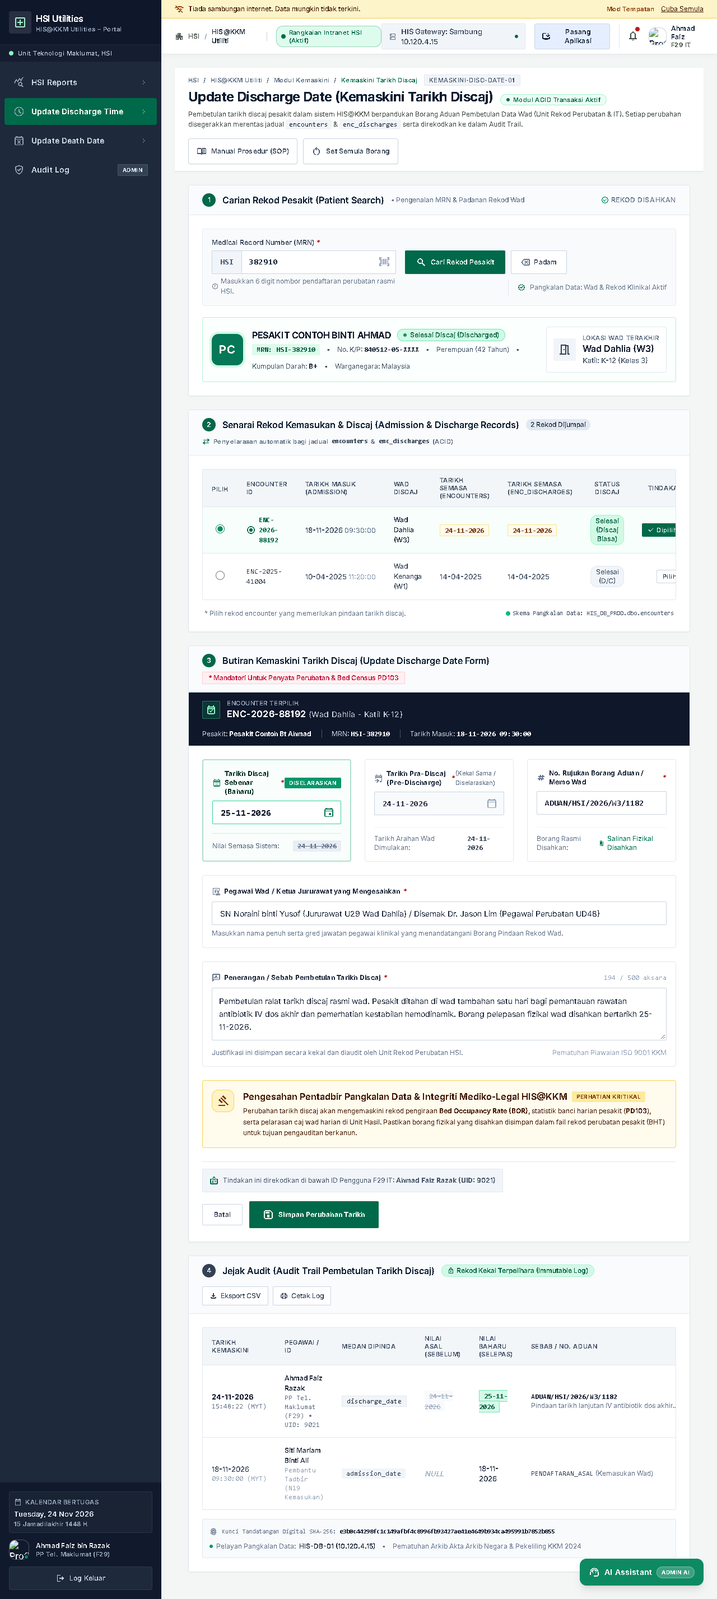 Tiada sambungan internet. Data mungkin tidak terkini.
Mod Tempatan
Cuba Semula
HSI Utilities
HIS@KKM Utilities – Portal
Unit Teknologi Maklumat, HSI
HSI Reports
Update Discharge Time
Update Death Date
Audit Log
ADMIN
HSI / HIS@KKM Utiliti
Rangkaian Intranet HSI (Aktif)
HIS Gateway: Sambung 10.120.4.15
Pasang Aplikasi
Ahmad Faiz
F29 IT
HSI / HIS@KKM Utiliti / Modul Kemaskini / Kemaskini Tarikh Discaj
KEMASKINI-DISD-DATE-01
Update Discharge Date (Kemaskini Tarikh Discaj)
Modul ACID Transaksi Aktif
Pembetulan tarikh discaj pesakit dalam sistem HIS@KKM berpandukan Borang Aduan Pembetulan Data Wad (Unit Rekod Perubatan & IT). Setiap perubahan
disegerakkan merentas jadual encounters & enc_discharges serta direkodkan ke dalam Audit Trail.
Manual Prosedur (SOP)
Set Semula Borang
1 Carian Rekod Pesakit (Patient Search)
• Pengenalan MRN & Padanan Rekod Wad
REKOD DISAHKAN
Medical Record Number (MRN) *
HSI 382910
Cari Rekod Pesakit
Padam
Masukkan 6 digit nombor pendaftaran perubatan rasmi HSI.
Pangkalan Data: Wad & Rekod Klinikal Aktif
PC
PESAKIT CONTOH BINTI AHMAD
Selesai Discaj (Discharged)
MRN: HSI-382910 • No. K/P: 840512-05-XXXX • Perempuan (42 Tahun) •
Kumpulan Darah: B+ • Warganegara: Malaysia
LOKASI WAD TERAKHIR
Wad Dahlia (W3)
Katil: K-12 (Kelas 3)
2 Senarai Rekod Kemasukan & Discaj (Admission & Discharge Records)
2 Rekod Dijumpai
Penyelarasan automatik bagi jadual encounters & enc_discharges (ACID)
PILIH
ENCOUNTER ID
TARIKH MASUK (ADMISSION)
WAD DISCAJ
TARIKH SEMASA (ENCOUNTERS)
TARIKH SEMASA (ENC_DISCHARGES)
STATUS DISCAJ
TINDAKA
ENC-2026-88192
18-11-2026 09:30:00
Wad Dahlia (W3)
24-11-2026
24-11-2026
Selesai (Discaj Biasa)
Dipilih
ENC-2025-41004
10-04-2025 11:20:00
Wad Kenanga (W1)
14-04-2025
14-04-2025
Selesai (D/C)
Pilih
* Pilih rekod encounter yang memerlukan pindaan tarikh discaj.
Skema Pangkalan Data: HIS_DB_PROD.dbo.encounters
3 Butiran Kemaskini Tarikh Discaj (Update Discharge Date Form)
* Mandatori Untuk Penyata Perubatan & Bed Census PD103
ENCOUNTER TERPILIH
ENC-2026-88192 (Wad Dahlia - Katil K-12)
Pesakit: Pesakit Contoh Bt Ahmad
MRN: HSI-382910
Tarikh Masuk: 18-11-2026 09:30:00
Tarikh Discaj Sebenar (Baharu) *
DISELARASKAN
25-11-2026
Nilai Semasa Sistem: 24-11-2026
Tarikh Pra-Discaj (Pre-Discharge) *
(Kekal Sama / Diselaraskan)
24-11-2026
Tarikh Arahan Wad Dimulakan: 24-11-2026
No. Rujukan Borang Aduan / Memo Wad *
ADUAN/HSI/2026/W3/1182
Borang Rasmi Disahkan:
Salinan Fizikal Disahkan
Pegawai Wad / Ketua Jururawat yang Mengesahkan *
SN Noraini binti Yusof (Jururawat U29 Wad Dahlia) / Disemak Dr. Jason Lim (Pegawai Perubatan UD48)
Masukkan nama penuh serta gred jawatan pegawai klinikal yang menandatangani Borang Pindaan Rekod Wad.
Penerangan / Sebab Pembetulan Tarikh Discaj *
194 / 500 aksara
Pembetulan ralat tarikh discaj rasmi wad. Pesakit ditahan di wad tambahan satu hari bagi pemantauan rawatan
antibiotik IV dos akhir dan pemerhatian kestabilan hemodinamik. Borang pelepasan fizikal wad disahkan bertarikh 25-
11-2026.
Justifikasi ini disimpan secara kekal dan diaudit oleh Unit Rekod Perubatan HSI.
Pematuhan Piawaian ISO 9001 KKM
Pengesahan Pentadbir Pangkalan Data & Integriti Mediko-Legal HIS@KKM
PERHATIAN KRITIKAL
Perubahan tarikh discaj akan mengemaskini rekod pengiraan Bed Occupancy Rate (BOR), statistik banci harian pesakit (PD103),
serta pelarasan caj wad harian di Unit Hasil. Pastikan borang fizikal yang disahkan disimpan dalam fail rekod perubatan pesakit (BHT)
untuk tujuan pengauditan berkanun.
Tindakan ini direkodkan di bawah ID Pengguna F29 IT: Ahmad Faiz Razak (UID: 9021)
Batal
Simpan Perubahan Tarikh
4 Jejak Audit (Audit Trail Pembetulan Tarikh Discaj)
Rekod Kekal Terpelihara (Immutable Log)
Eksport CSV
Cetak Log
TARIKH KEMASKINI
PEGAWAI / ID
MEDAN DIPINDA
NILAI ASAL (SEBELUM)
NILAI BAHARU (SELEPAS)
SEBAB / NO. ADUAN
24-11-2026
15:48:22 (MYT)
Ahmad Faiz Razak
PP Tel. Maklumat (F29) • UID: 9021
discharge_date
24-11-2026
25-11-2026
ADUAN/HSI/2026/W3/1182
Pindaan tarikh lanjutan IV antibiotik dos akhir..
18-11-2026
09:30:00 (MYT)
Siti Mariam Binti Ali
Pembantu Tadbir (N19 Kemasukan)
admission_date
NULL
18-11-2026
PENDAFTARAN_ASAL (Kemasukan Wad)
Kunci Tandatangan Digital SHA-256:
Pelayan Pangkalan Data: HIS-DB-01 (10.120.4.15) • Pematuhan Arkib Akta Arkib Negara & Pekeliling KKM 2024
KALENDAR BERTUGAS
Tuesday, 24 Nov 2026
15 Jamadilakhir 1448 H
Ahmad Faiz bin Razak
PP Tel. Maklumat (F29)
Log Keluar
AI Assistant
ADMIN AI